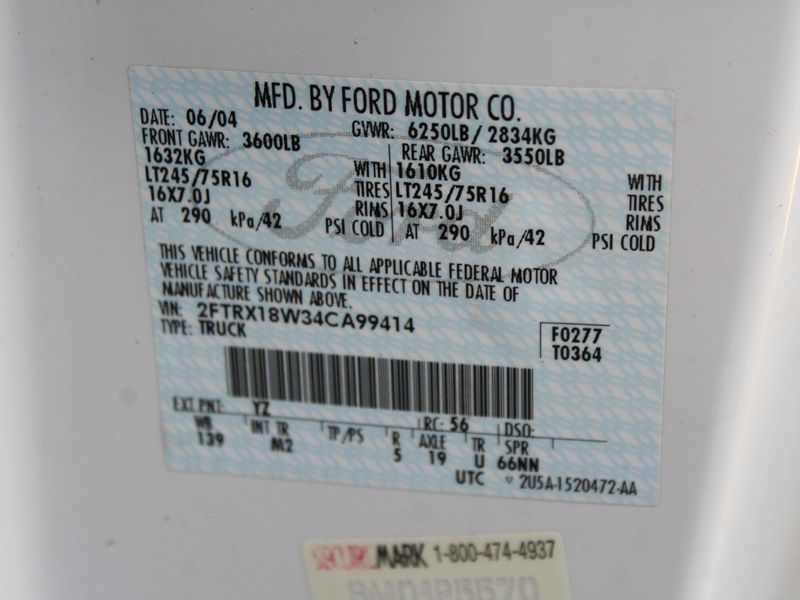 MFD. BY FORD MOTOR CO.
DATE: 06/04 GVWR: 6250LB/ 2834KG
FRONT GAWR: 3600LB REAR GAWR: 3550LB
1632KG WITH 1610KG WITH
LT245/75R16 TIRES LT245/75R16 TIRES
16X7.0J RIMS 16X7.0J RIMS
AT 290 kPa/42 PSI COLD AT 290 kPa/42 PSI COLD
Ford
THIS VEHICLE CONFORMS TO ALL APPLICABLE FEDERAL MOTOR
VEHICLE SAFETY STANDARDS IN EFFECT ON THE DATE OF
MANUFACTURE SHOWN ABOVE.
VIN: 2FTRX18W34CA99414
TYPE: TRUCK
F0277
T0364
EXT PNT: YZ RC: 56 DSO:
WB INT TR TP/PS R AXLE TR SPR
139 M2 5 19 U 66NN
UTC ▽ 2U5A-1520472-AA
SECUREMARK 1-800-474-4937